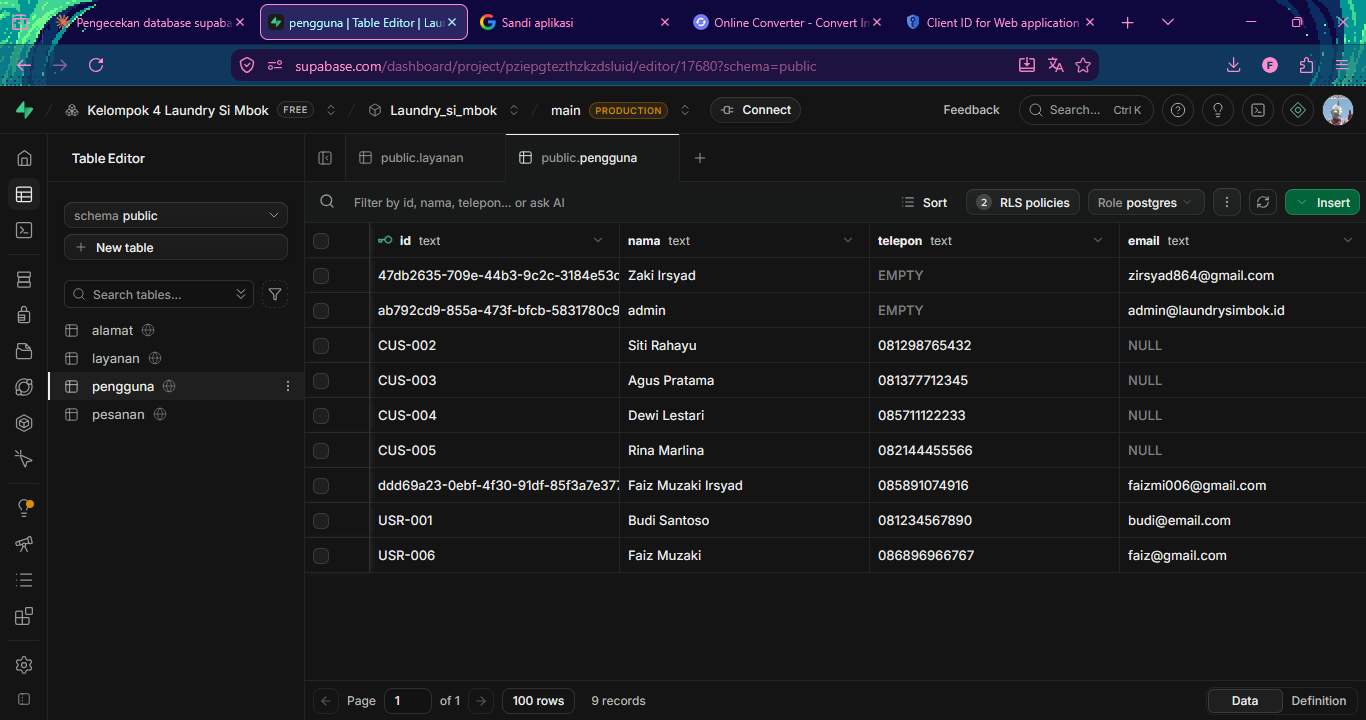 Pengecekan database supaba
pengguna | Table Editor | Lau
Sandi aplikasi
Online Converter - Convert In
Client ID for Web application
supabase.com/dashboard/project/pziepgtezthzkzdsluid/editor/17680?schema=public
F
Kelompok 4 Laundry Si Mbok FREE
Laundry_si_mbok
main PRODUCTION
Connect
Feedback
Search... Ctrl K
Table Editor
public.layanan
public.pengguna
schema public
New table
Search tables...
alamat
layanan
pengguna
pesanan
Filter by id, nama, telepon... or ask AI
Sort
2 RLS policies
Role postgres
Insert
id text nama text telepon text email text
47db2635-709e-44b3-9c2c-3184e53c Zaki Irsyad EMPTY zirsyad864@gmail.com
ab792cd9-855a-473f-bfcb-5831780c9 admin EMPTY admin@laundrysimbok.id
CUS-002 Siti Rahayu 081298765432 NULL
CUS-003 Agus Pratama 081377712345 NULL
CUS-004 Dewi Lestari 085711122233 NULL
CUS-005 Rina Marlina 082144455566 NULL
ddd69a23-0ebf-4f30-91df-85f3a7e377 Faiz Muzaki Irsyad 085891074916 faizmi006@gmail.com
USR-001 Budi Santoso 081234567890 budi@email.com
USR-006 Faiz Muzaki 086896966767 faiz@gmail.com
Page 1 of 1 100 rows 9 records
Data Definition